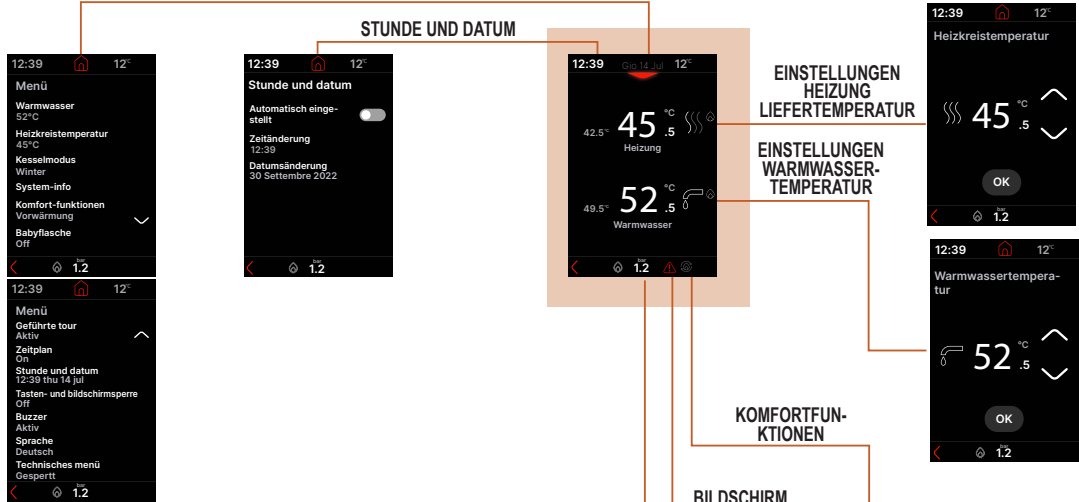 STUNDE UND DATUM
12:39 12°C
Menü
Warmwasser
52°C
Heizkreistemperatur
45°C
Kesselmodus
Winter
System-info
Komfort-funktionen
Vorwärmung
Babyflasche
Off
bar
1.2
12:39 12°C
Menü
Geführte tour
Aktiv
Zeitplan
On
Stunde und datum
12:39 thu 14 jul
Tasten- und bildschirmsperre
Off
Buzzer
Aktiv
Sprache
Deutsch
Technisches menü
Gespertt
bar
1.2
12:39 12°C
Stunde und datum
Automatisch einge-
stellt
Zeitänderung
12:39
Datumsänderung
30 Settembre 2022
bar
1.2
12:39 Gio 14 Jul 12°C
42.5° 45 .5 °C
Heizung
49.5° 52 .5 °C
Warmwasser
bar
1.2
EINSTELLUNGEN
HEIZUNG
LIEFERTEMPERATUR
EINSTELLUNGEN
WARMWASSER-
TEMPERATUR
KOMFORTFUN-
KTIONEN
BILDSCHIRM
12:39 12°C
Heizkreistemperatur
45 .5 °C
OK
bar
1.2
12:39 12°C
Warmwassertempera-
tur
52 .5 °C
OK
bar
1.2